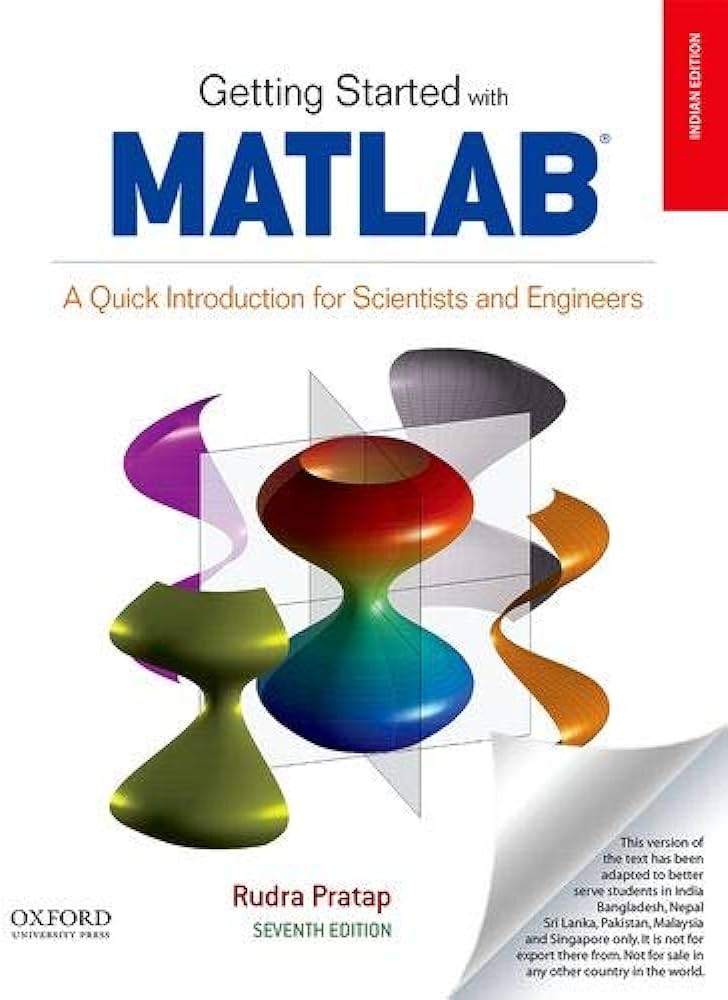 INDIAN EDITION
Getting Started with
MATLAB®
A Quick Introduction for Scientists and Engineers
Rudra Pratap
SEVENTH EDITION
OXFORD
UNIVERSITY PRESS
This version of
the text has been
adapted to better
serve students in India
Bangladesh, Nepal
Sri Lanka, Pakistan, Malaysia
and Singapore only. It is not for
export there from. Not for sale in
any other country in the world.